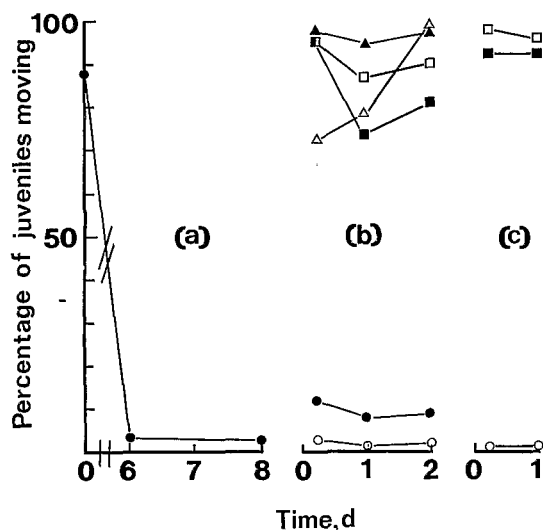 100
50
Percentage of juveniles moving
(a) (b) (c)
0 6 7 8 0 1 2 0 1
Time,d